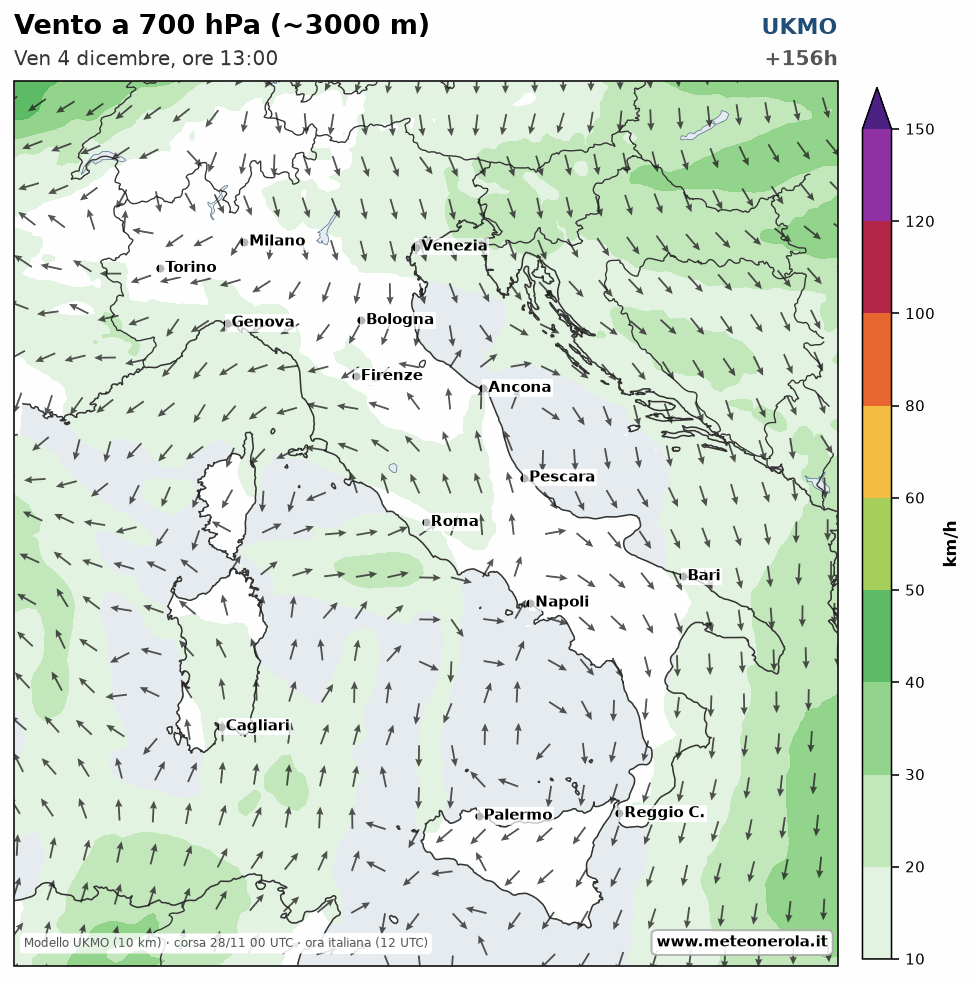 Vento a 700 hPa (~3000 m)
UKMO
Ven 4 dicembre, ore 13:00
+156h
Milano
Venezia
Torino
Genova
Bologna
Firenze
Ancona
Pescara
Roma
Bari
Napoli
Cagliari
Palermo
Reggio C.
150
120
100
80
60
50
40
30
20
10
km/h
Modello UKMO (10 km) · corsa 28/11 00 UTC · ora italiana (12 UTC)
www.meteonerola.it